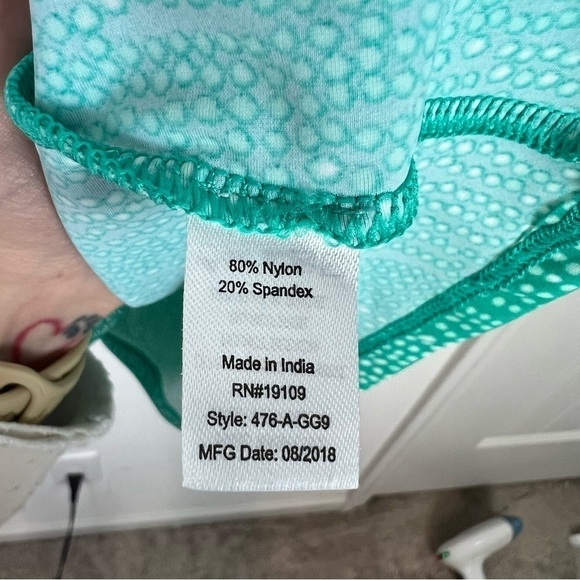 80% Nylon
20% Spandex
Made in India
RN#19109
Style: 476-A-GG9
MFG Date: 08/2018